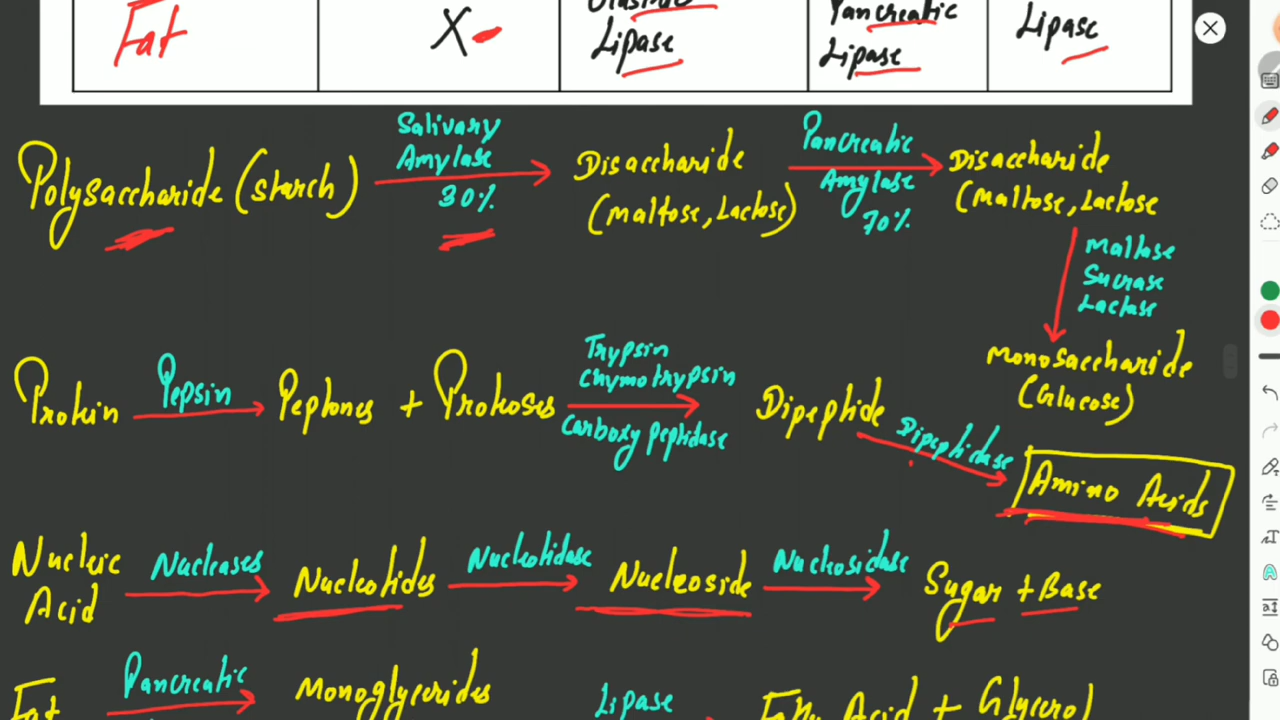 Fat
X
Lipase
Pancreatic
Lipase
Lipase
Polysaccharide (starch)
Salivary
Amylase
30%
Disaccharide
(Maltose, Lactose)
Pancreatic
Amylase
70%
Disaccharide
(Maltose, Lactose
Maltase
Sucrase
Lactase
Monosaccharide
(Glucose)
Protein
Pepsin
Peptones + Proteoses
Trypsin
Chymotrypsin
Carboxy peptidase
Dipeptide
Dipeptidase
Amino Acids
Nucleic
Acid
Nucleases
Nucleotides
Nucleotidase
Nucleoside
Nucleosidase
Sugar + Base
Fat
Pancreatic
Monoglycerides
Lipase
Fatty Acid + Glycerol